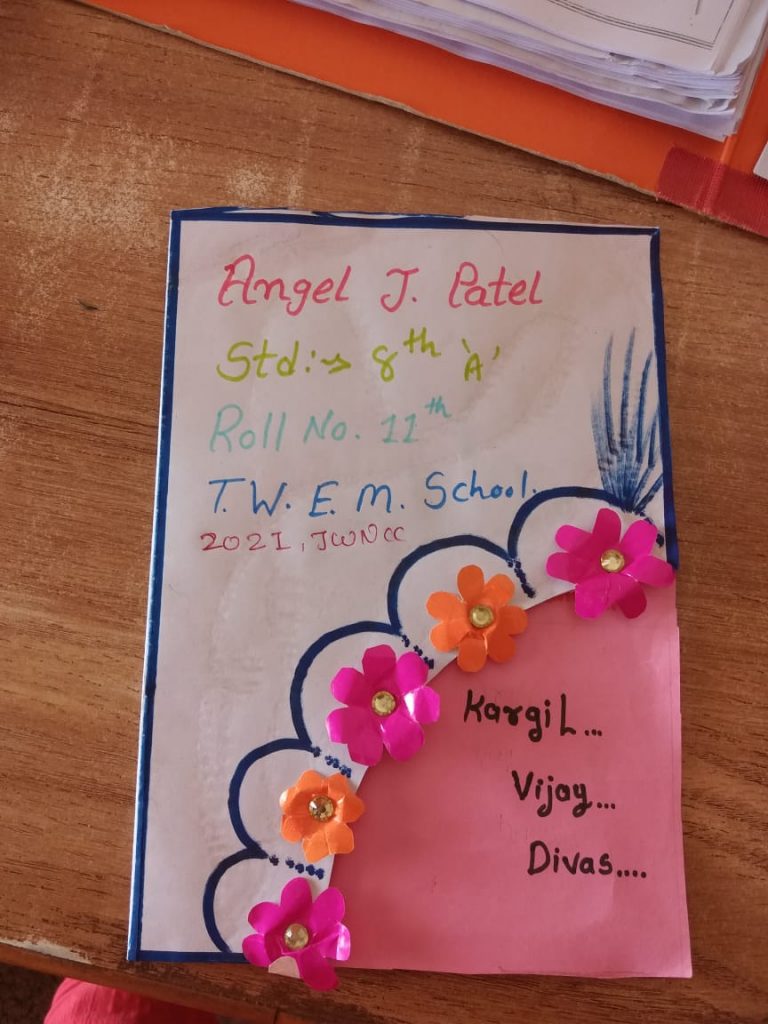 Angel J. Patel
Std:→ 8th 'A'
Roll No. 11th
T.W.E.M. School.
2021, JWNCC
Kargil...
Vijay...
Divas....